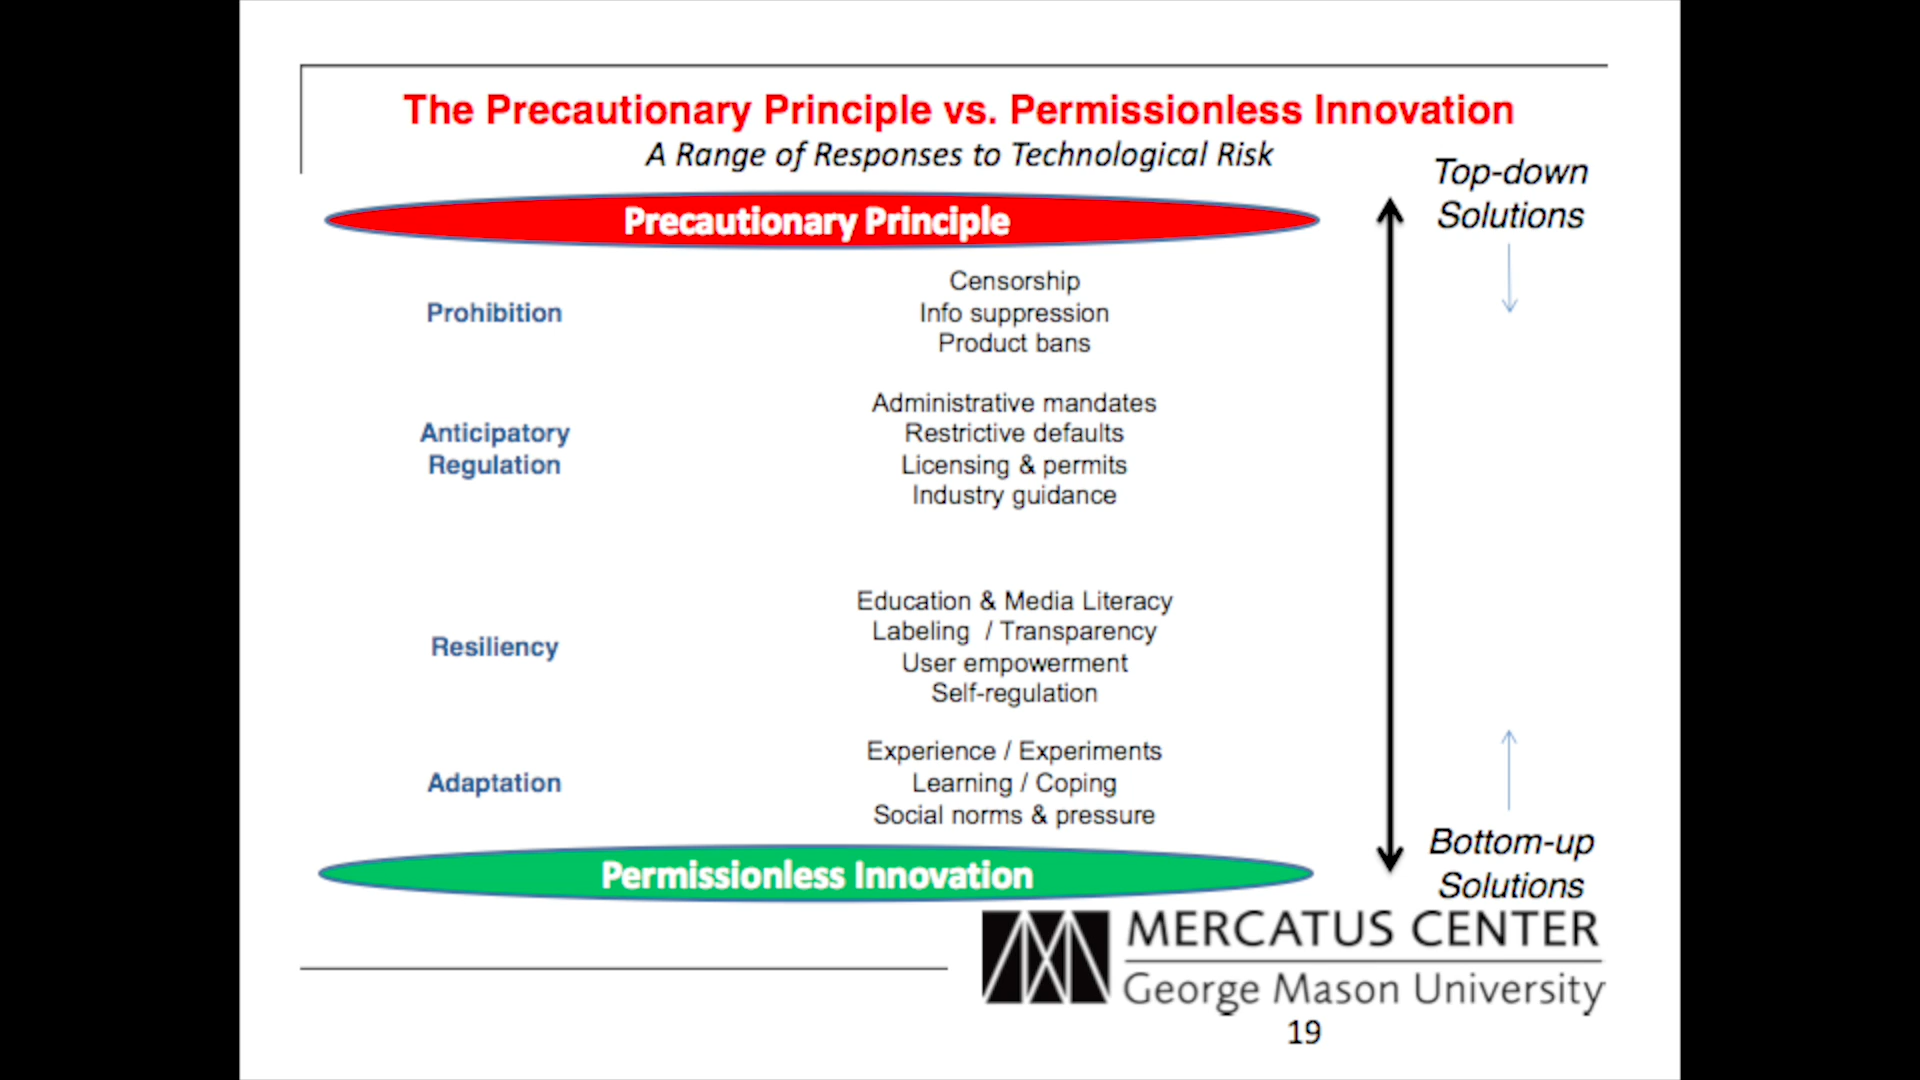 The Precautionary Principle vs. Permissionless Innovation
A Range of Responses to Technological Risk
Top-down
Solutions
Precautionary Principle
Prohibition
Censorship
Info suppression
Product bans
Anticipatory
Regulation
Administrative mandates
Restrictive defaults
Licensing & permits
Industry guidance
Resiliency
Education & Media Literacy
Labeling / Transparency
User empowerment
Self-regulation
Adaptation
Experience / Experiments
Learning / Coping
Social norms & pressure
Bottom-up
Solutions
Permissionless Innovation
MERCATUS CENTER
George Mason University
19